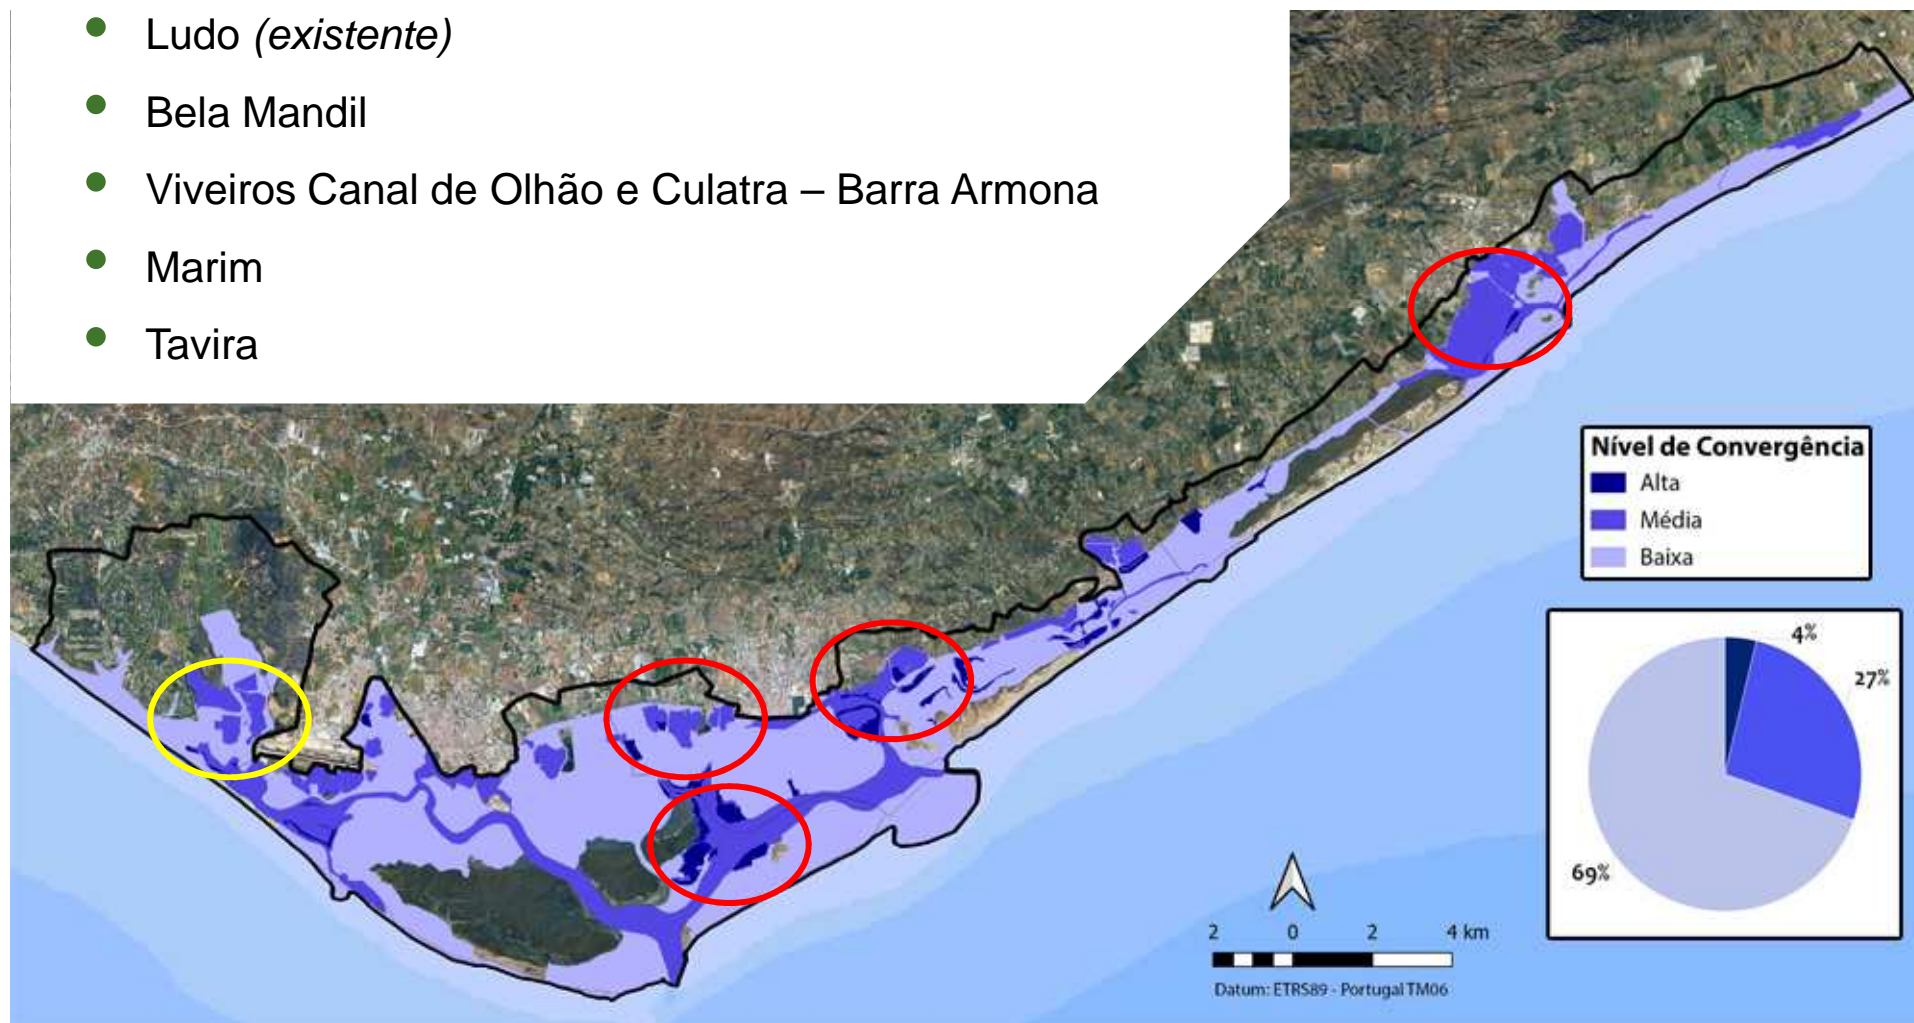 • Ludo (existente)
• Bela Mandil
• Viveiros Canal de Olhão e Culatra – Barra Armona
• Marim
• Tavira
Nível de Convergência
Alta
Média
Baixa
4%
27%
69%
2 0 2 4 km
Datum: ETRS89 - Portugal TM06